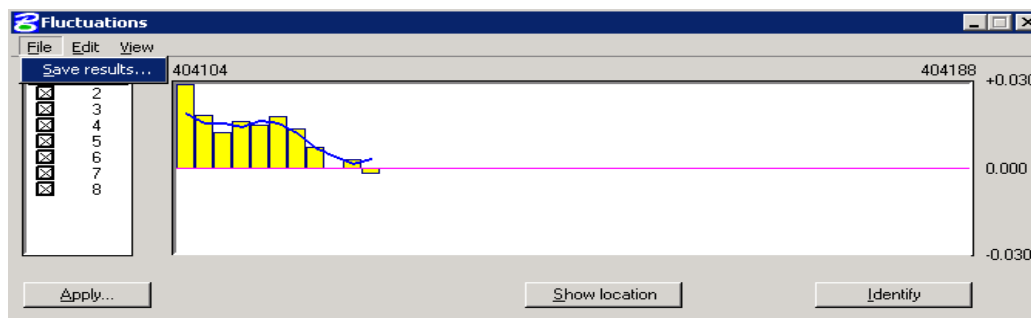 Fluctuations
File Edit View
Save results...
404104 404188
+0.030
2
3
4
5
6
7
8
0.000
-0.030
Apply... Show location Identify